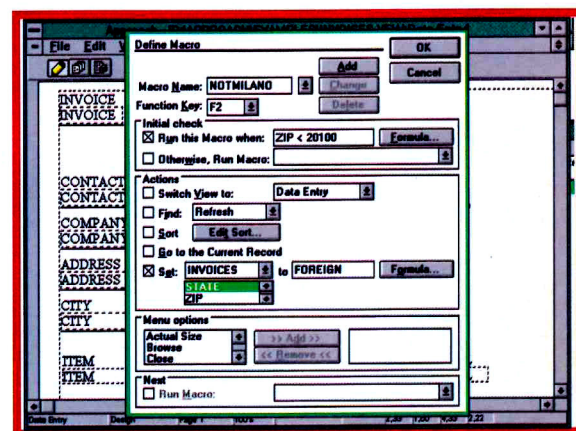 File Edit
Define Macro
OK
Cancel
Add
Macro Name: NOTMILANO
Change
Function Key: F2
Delete
Initial check
Run this Macro when: ZIP < 20100 Formula...
Otherwise, Run Macro:
Actions
Switch View to: Data Entry
Find: Refresh
Sort Edit Sort...
Go to the Current Record
Set: INVOICES to FOREIGN Formula...
STATE
ZIP
Menu options
Actual Size
Browse
Close
>> Add >>
<< Remove <<
Next
Run Macro:
INVOICE
INVOICE
CONTACT
CONTACT
COMPANY
COMPANY
ADDRESS
ADDRESS
CITY
CITY
ITEM
ITEM
Data Entry Design Page 1 100%